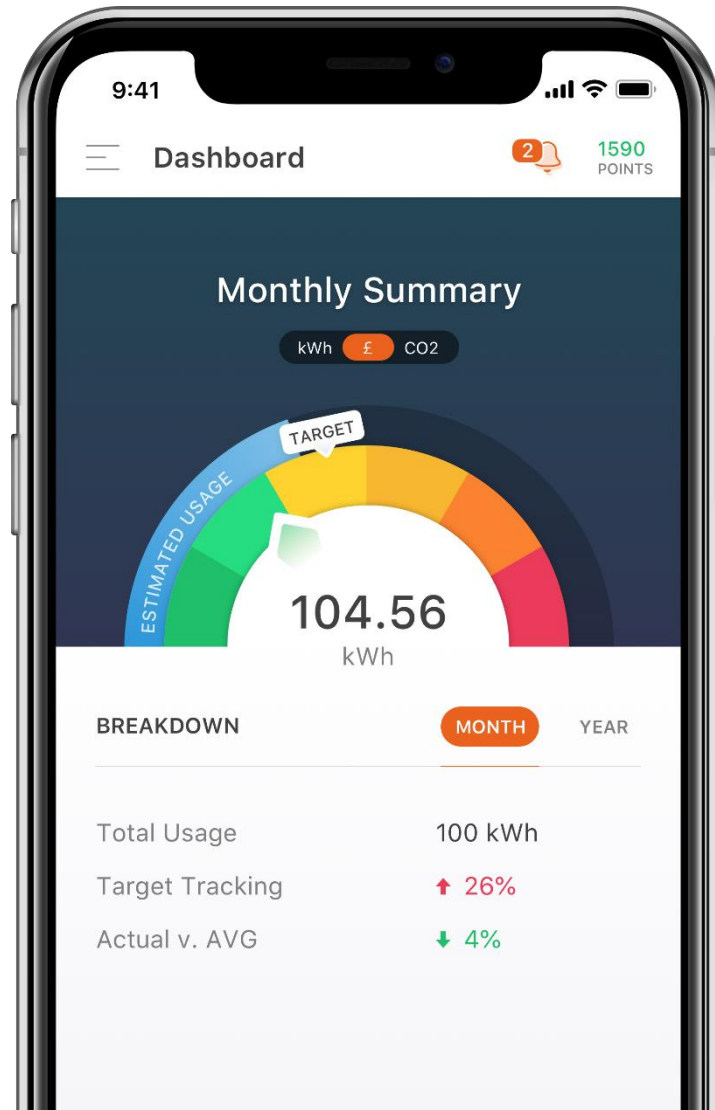 9:41
Dashboard
2
1590
POINTS
Monthly Summary
kWh £ CO2
TARGET
ESTIMATED USAGE
104.56
kWh
BREAKDOWN
MONTH
YEAR
Total Usage 100 kWh
Target Tracking 26%
Actual v. AVG 4%